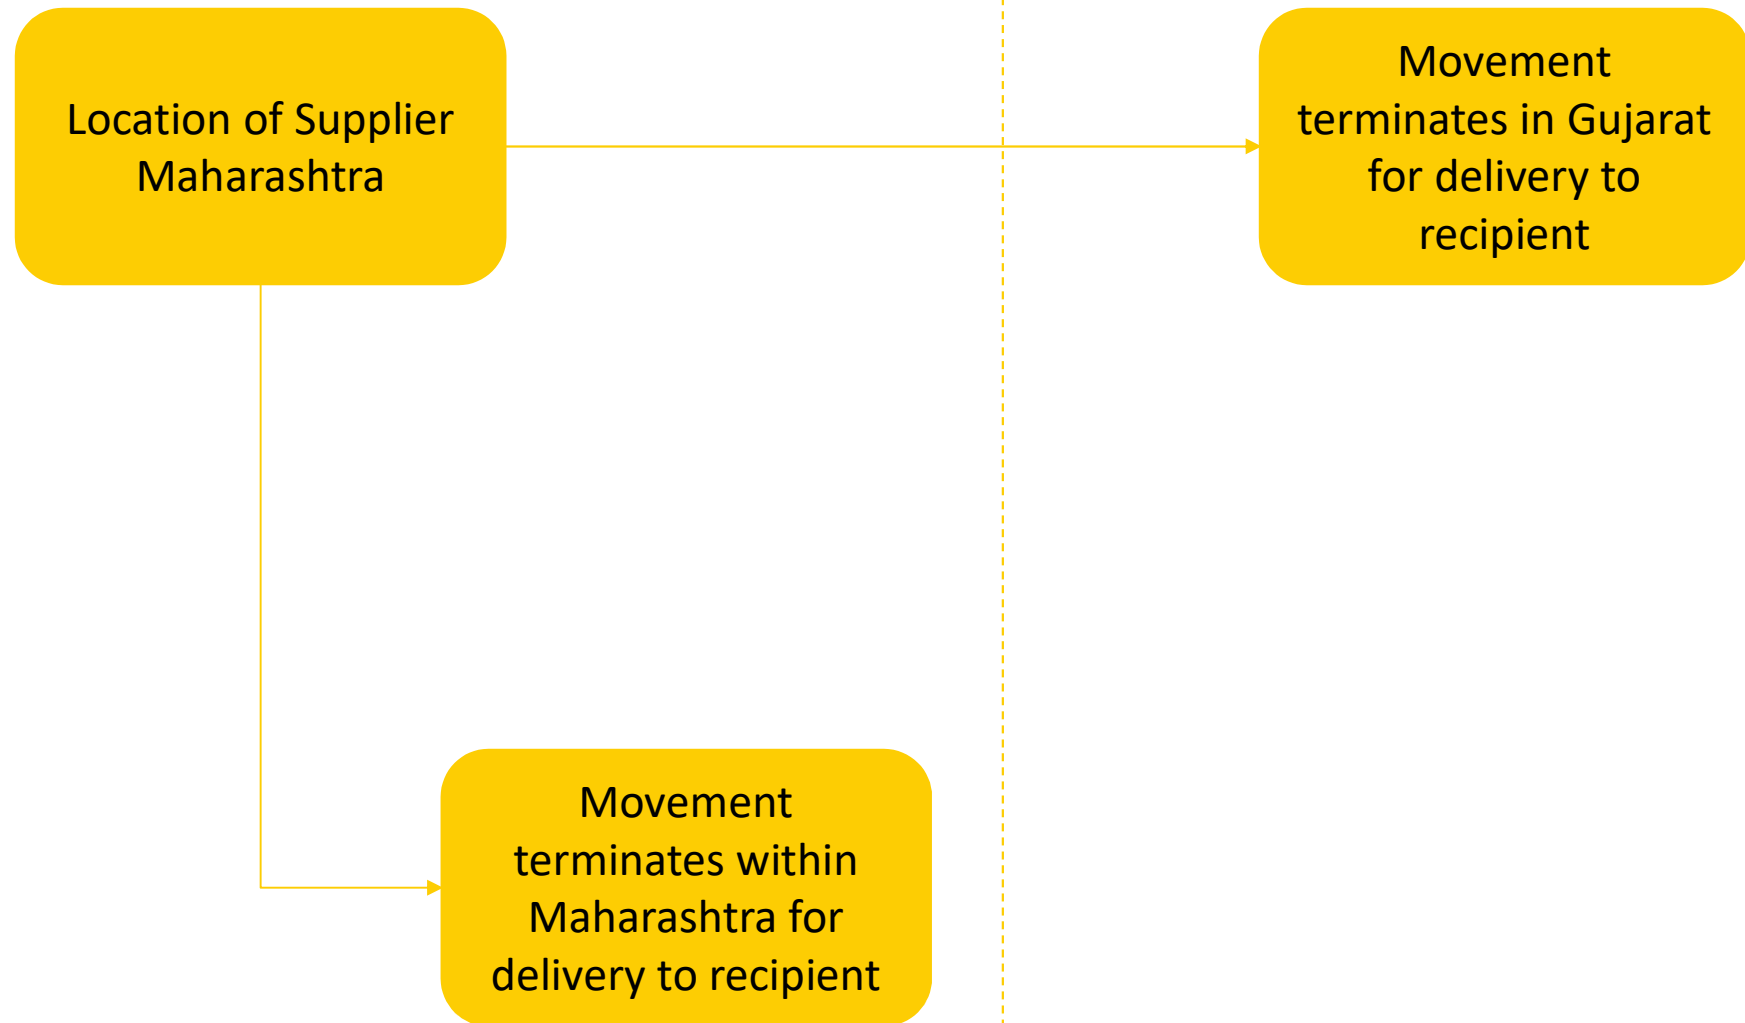 Location of Supplier
Maharashtra
Movement
terminates in Gujarat
for delivery to
recipient
Movement
terminates within
Maharashtra for
delivery to recipient